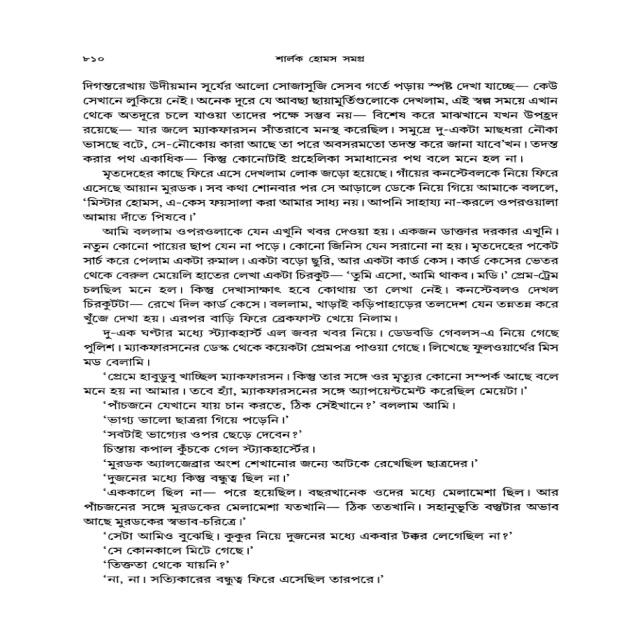 ৮১০ শার্লক হোমস সমগ্র
দিগন্তরেখায় উদীয়মান সূর্যের আলো সোজাসুজি সেসব গর্তে পড়ায় স্পষ্ট দেখা যাচ্ছে— কেউ
সেখানে লুকিয়ে নেই। অনেক দূরে যে আবছা ছায়ামূর্তিগুলোকে দেখলাম, এই স্বল্প সময়ে এখান
থেকে অতদূরে চলে যাওয়া তাদের পক্ষে সম্ভব নয়— বিশেষ করে মাঝখানে যখন উপহ্রদ
রয়েছে— যার জলে ম্যাকফারসন সাঁতরাবে মনস্থ করেছিল। সমুদ্রে দু-একটা মাছধরা নৌকা
ভাসছে বটে, সে-নৌকোয় কারা আছে তা পরে অবসরমতো তদন্ত করে জানা যাবে'খন। তদন্ত
করার পথ একাধিক— কিন্তু কোনোটাই প্রহেলিকা সমাধানের পথ বলে মনে হল না।
মৃতদেহের কাছে ফিরে এসে দেখলাম লোক জড়ো হয়েছে। গাঁয়ের কনস্টেবলকে নিয়ে ফিরে
এসেছে আয়ান মুরডক। সব কথা শোনবার পর সে আড়ালে ডেকে নিয়ে গিয়ে আমাকে বললে,
'মিস্টার হোমস, এ-কেস ফয়সালা করা আমার সাধ্য নয়। আপনি সাহায্য না-করলে ওপরওয়ালা
আমায় দাঁতে পিষবে।'
আমি বললাম ওপরওলাকে যেন এখুনি খবর দেওয়া হয়। একজন ডাক্তার দরকার এখুনি।
নতুন কোনো পায়ের ছাপ যেন না পড়ে। কোনো জিনিস যেন সরানো না হয়। মৃতদেহের পকেট
সার্চ করে পেলাম একটা রুমাল। একটা বড়ো ছুরি, আর একটা কার্ড কেস। কার্ড কেসের ভেতর
থেকে বেরুল মেয়েলি হাতের লেখা একটা চিরকুট— 'তুমি এসো, আমি থাকব। মডি।' প্রেম-ট্রেম
চলছিল মনে হল। কিন্তু দেখাসাক্ষাৎ হবে কোথায় তা লেখা নেই। কনস্টেবলও দেখল
চিরকুটটা— রেখে দিল কার্ড কেসে। বললাম, খাড়াই কড়িপাহাড়ের তলদেশ যেন তন্নতন্ন করে
খুঁজে দেখা হয়। এরপর বাড়ি ফিরে ব্রেকফাস্ট খেয়ে নিলাম।
দু-এক ঘণ্টার মধ্যে স্ট্যাকহার্স্ট এল জবর খবর নিয়ে। ডেডবডি গেবলস-এ নিয়ে গেছে
পুলিশ। ম্যাকফারসনের ডেস্ক থেকে কয়েকটা প্রেমপত্র পাওয়া গেছে। লিখেছে ফুলওয়ার্থের মিস
মড বেলামি।
'প্রেমে হাবুডুবু খাচ্ছিল ম্যাকফারসন। কিন্তু তার সঙ্গে ওর মৃত্যুর কোনো সম্পর্ক আছে বলে
মনে হয় না আমার। তবে হ্যাঁ, ম্যাকফারসনের সঙ্গে অ্যাপয়েন্টমেন্ট করেছিল মেয়েটা।'
'পাঁচজনে যেখানে যায় চান করতে, ঠিক সেইখানে?' বললাম আমি।
'ভাগ্য ভালো ছাত্ররা গিয়ে পড়েনি।'
'সবটাই ভাগ্যের ওপর ছেড়ে দেবেন?'
চিন্তায় কপাল কুঁচকে গেল স্ট্যাকহার্স্টের।
'মুরডক অ্যালজেব্রার অংশ শেখানোর জন্যে আটকে রেখেছিল ছাত্রদের।'
'দুজনের মধ্যে কিন্তু বন্ধুত্ব ছিল না।'
'এককালে ছিল না— পরে হয়েছিল। বছরখানেক ওদের মধ্যে মেলামেশা ছিল। আর
পাঁচজনের সঙ্গে মুরডকের মেলামেশা যতখানি— ঠিক ততখানি। সহানুভূতি বস্তুটার অভাব
আছে মুরডকের স্বভাব-চরিত্রে।'
'সেটা আমিও বুঝেছি। কুকুর নিয়ে দুজনের মধ্যে একবার টক্কর লেগেছিল না?'
'সে কোনকালে মিটে গেছে।'
'তিক্ততা থেকে যায়নি?'
'না, না। সত্যিকারের বন্ধুত্ব ফিরে এসেছিল তারপরে।'